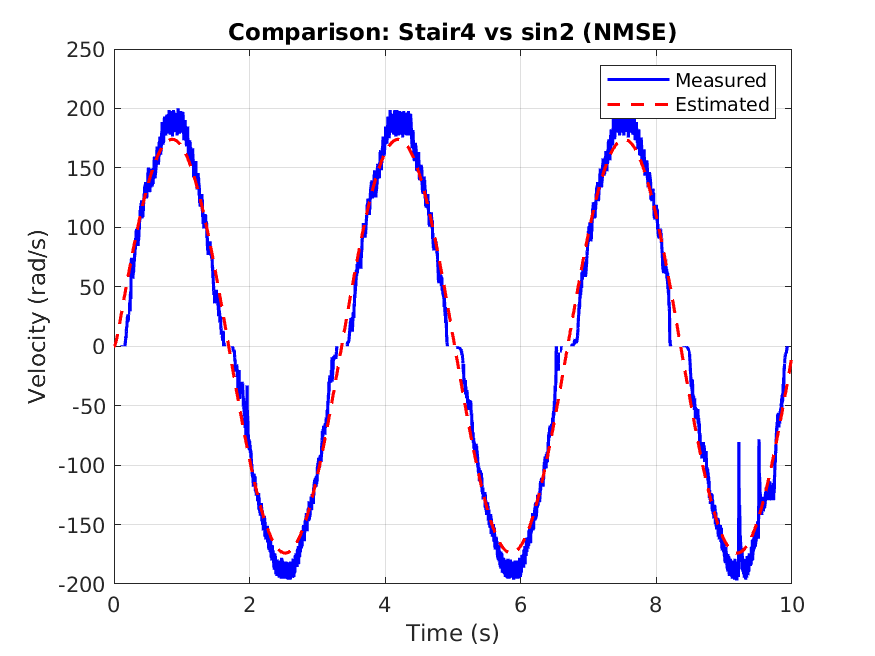 Comparison: Stair4 vs sin2 (NMSE)
250
200
150
100
50
0
-50
-100
-150
-200
Velocity (rad/s)
Measured
Estimated
0 2 4 6 8 10
Time (s)